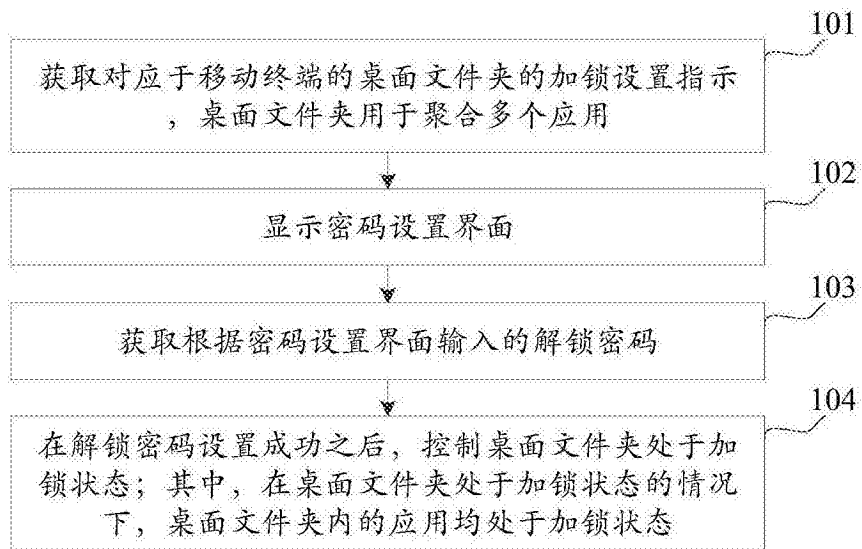 101
获取对应于移动终端的桌面文件夹的加锁设置指示
，桌面文件夹用于聚合多个应用
102
显示密码设置界面
103
获取根据密码设置界面输入的解锁密码
104
在解锁密码设置成功之后，控制桌面文件夹处于加
锁状态；其中，在桌面文件夹处于加锁状态的情况
下，桌面文件夹内的应用均处于加锁状态